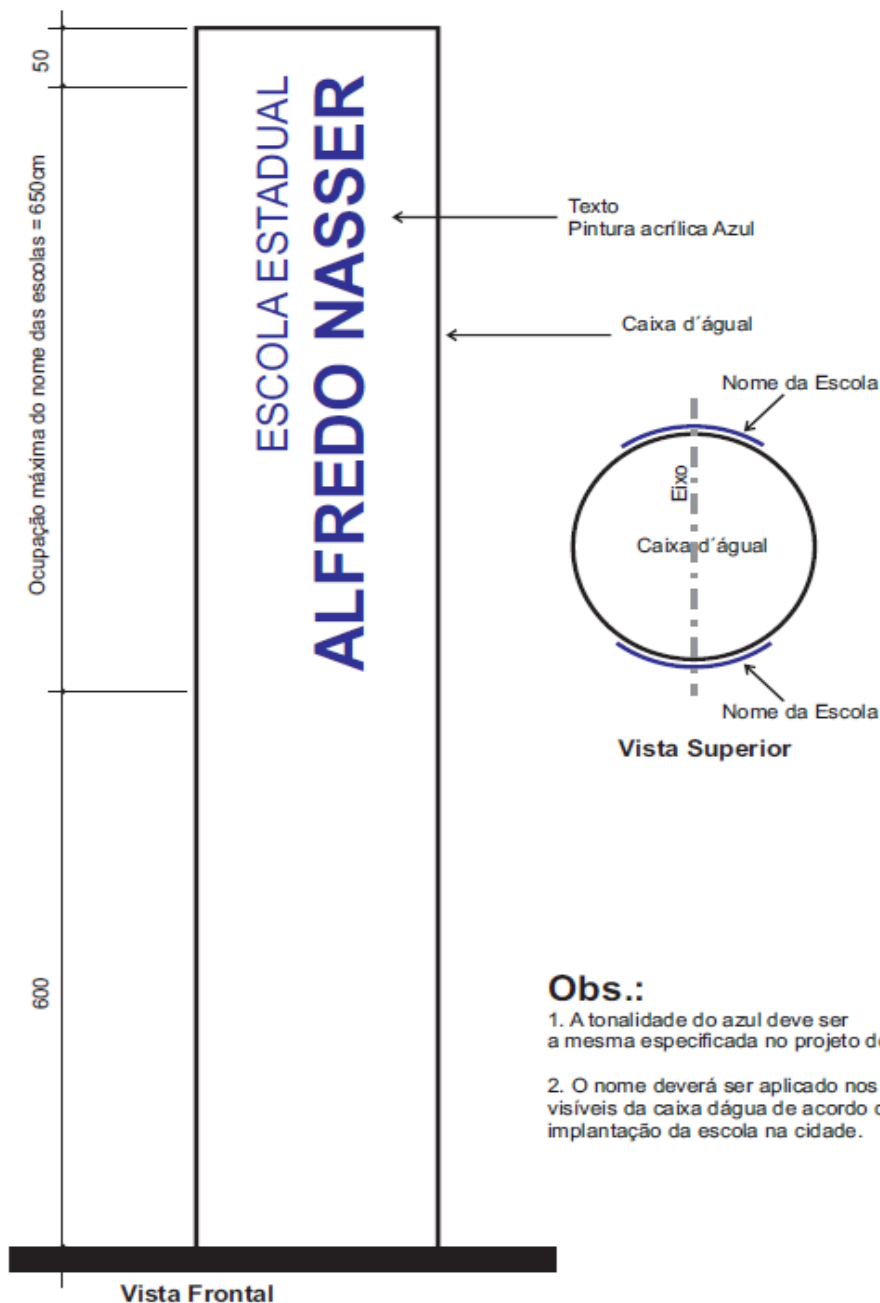 50
Ocupação máxima do nome das escolas = 650cm
600
ESCOLA ESTADUAL
ALFREDO NASSER
Texto
Pintura acrílica Azul
Caixa d´águal
Nome da Escola
Eixo
Caixa d´águal
Nome da Escola
Vista Superior
Obs.:
1. A tonalidade do azul deve ser
a mesma especificada no projeto de
2. O nome deverá ser aplicado nos
visíveis da caixa dágua de acordo
implantação da escola na cidade.
Vista Frontal